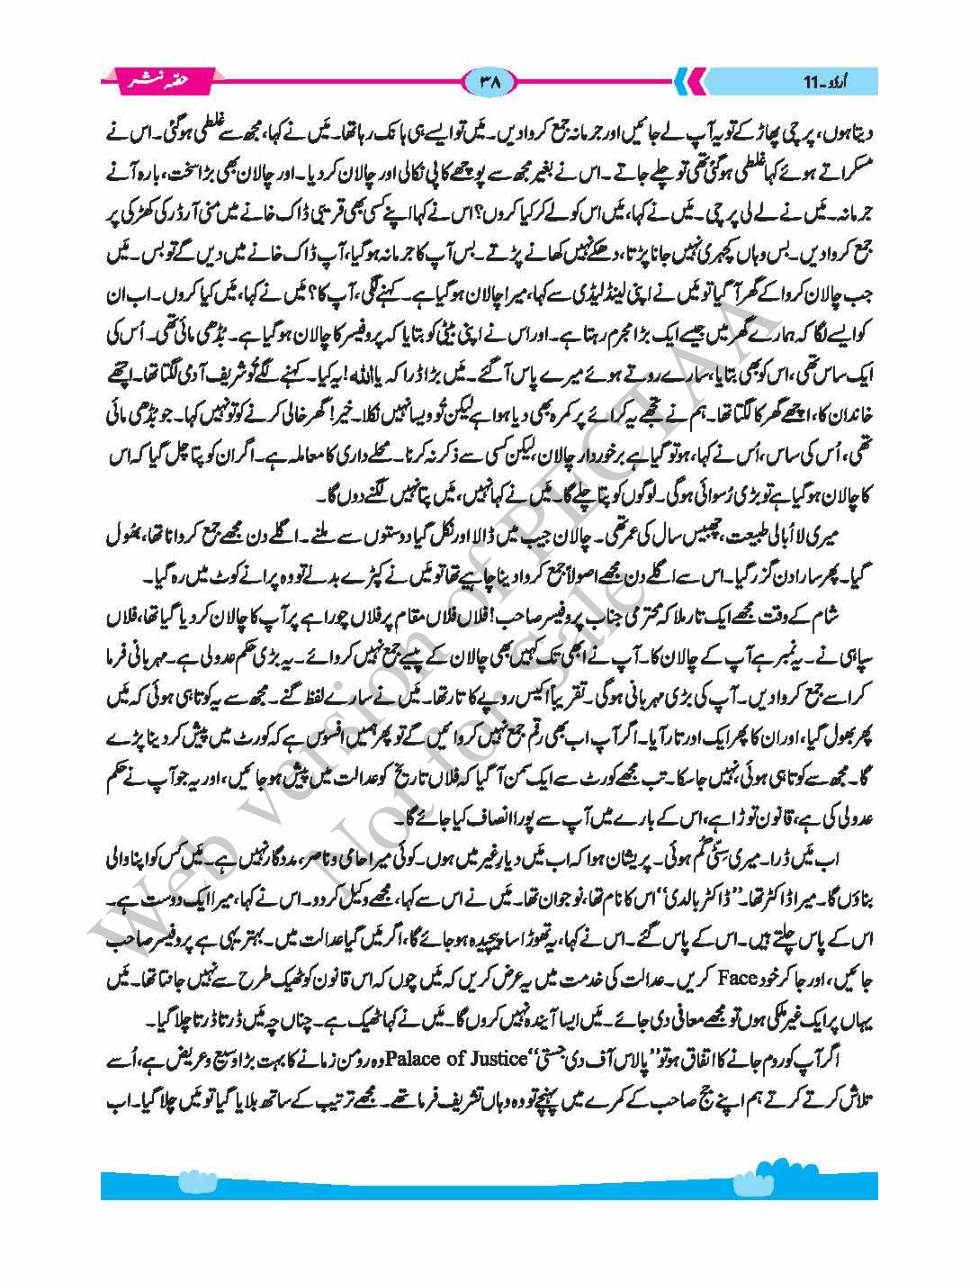 اُردو۔11
۳۸
حصّہ نثر
دیتا ہوں، پرچی پھاڑ کے تو یہ آپ لے جائیں اور جرمانہ جمع کروا دیں۔ مَیں تو ایسے ہی ہانک رہا تھا۔ مَیں نے کہا، مجھ سے غلطی ہو گئی۔ اس نے
مسکراتے ہوئے کہا غلطی ہو گئی تھی تو چلے جاتے۔ اس نے بغیر مجھ سے پوچھے کاپی نکالی اور چالان کر دیا۔ اور چالان بھی بڑا سخت، بارہ آنے
جرمانہ۔ مَیں نے لے لی پرچی۔ مَیں نے کہا، مَیں اس کو لے کر کیا کروں؟ اس نے کہا اپنے کسی بھی قریبی ڈاک خانے میں منی آرڈر کی کھڑکی پر
جمع کروا دیں۔ بس وہاں کچہری نہیں جانا پڑتا، دھکے نہیں کھانے پڑتے۔ بس آپ کا جرمانہ ہو گیا، آپ ڈاک خانے میں دیں گے تو بس۔ مَیں
جب چالان کروا کے گھر آ گیا تو مَیں نے اپنی لینڈ لیڈی سے کہا، میرا چالان ہو گیا ہے۔ کہنے لگی، آپ کا؟ مَیں نے کہا، مَیں کیا کروں۔ اب ان
کو ایسے لگا کہ ہمارے گھر میں جیسے ایک بڑا مجرم رہتا ہے۔ اور اس نے اپنی بیٹی کو بتایا کہ پروفیسر کا چالان ہو گیا ہے۔ بڈھی مائی تھی۔ اُس کی
ایک ساس تھی، اس کو بھی بتایا، سارے روتے ہوئے میرے پاس آ گئے۔ مَیں بڑا ڈرا کہ یا اللہ! یہ کیا۔ کہنے لگے تُو شریف آدمی لگتا تھا۔ اچھے
خاندان کا، اچھے گھر کا لگتا تھا۔ ہم نے تجھے یہ کرائے پر کمرہ بھی دیا ہوا ہے لیکن تُو ویسا نہیں نکلا۔ خیر! گھر خالی کرنے کو تو نہیں کہا۔ جو بڈھی مائی
تھی، اُس کی ساس، اُس نے کہا، ہو تو گیا ہے برخوردار چالان، لیکن کسی سے ذکر نہ کرنا۔ محلے داری کا معاملہ ہے۔ اگر ان کو پتا چل گیا کہ اس
کا چالان ہو گیا ہے تو بڑی رُسوائی ہو گی۔ لوگوں کو پتا چلے گا۔ مَیں نے کہا نہیں، مَیں پتا نہیں لگنے دوں گا۔
میری لا اُبالی طبیعت، چھبیس سال کی عمر تھی۔ چالان جیب میں ڈالا اور نکل گیا دوستوں سے ملنے۔ اگلے دن مجھے جمع کروانا تھا، بھُول
گیا۔ پھر سارا دن گزر گیا۔ اس سے اگلے دن مجھے اصولاً جمع کروا دینا چاہیے تھا تو مَیں نے کپڑے بدلے تو وہ پرانے کوٹ میں رہ گیا۔
شام کے وقت مجھے ایک تار ملا کہ محترمی جناب پروفیسر صاحب! فلاں فلاں مقام پر فلاں چوراہے پر آپ کا چالان کر دیا گیا تھا، فلاں
سپاہی نے۔ یہ نمبر ہے آپ کے چالان کا۔ آپ نے ابھی تک کہیں بھی چالان کے پیسے جمع نہیں کروائے۔ یہ بڑی حکم عدولی ہے۔ مہربانی فرما
کر اسے جمع کروا دیں۔ آپ کی بڑی مہربانی ہو گی۔ تقریباً اکیس روپے کا تار تھا۔ مَیں نے سارے لفظ گنے۔ مجھ سے یہ کوتاہی ہوئی کہ مَیں
پھر بھول گیا، اور ان کا پھر ایک اور تار آیا۔ اگر آپ اب بھی رقم جمع نہیں کروائیں گے تو پھر ہمیں افسوس ہے کہ کورٹ میں پیش کر دینا پڑے
گا۔ مجھ سے کوتاہی ہوئی، نہیں جا سکا۔ تب مجھے کورٹ سے ایک سمن آ گیا کہ فلاں تاریخ کو عدالت میں پیش ہو جائیں، اور یہ جو آپ نے حکم
عدولی کی ہے، قانون توڑا ہے، اس کے بارے میں آپ سے پورا انصاف کیا جائے گا۔
اب مَیں ڈرا۔ میری سِٹّی گُم ہوئی۔ پریشان ہوا کہ اب مَیں دیارِ غیر میں ہوں۔ کوئی میرا حامی و ناصر، مددگار نہیں ہے۔ مَیں کس کو اپنا والی
بناؤں گا۔ میرا ڈاکٹر تھا۔ ”ڈاکٹر بالدی“ اس کا نام تھا، نوجوان تھا۔ مَیں نے اس سے کہا، مجھے وکیل کر دو۔ اس نے کہا، میرا ایک دوست ہے۔
اس کے پاس چلتے ہیں۔ اس کے پاس گئے۔ اس نے کہا، یہ تھوڑا سا پیچیدہ ہو جائے گا، اگر مَیں گیا عدالت میں۔ بہتر یہی ہے پروفیسر صاحب
جائیں، اور جا کر خود Face کریں۔ عدالت کی خدمت میں یہ عرض کریں کہ مَیں چوں کہ اس قانون کو ٹھیک طرح سے نہیں جانتا تھا۔ مَیں
یہاں پر ایک غیر ملکی ہوں تو مجھے معافی دی جائے۔ مَیں ایسا آیندہ نہیں کروں گا۔ مَیں نے کہا ٹھیک ہے۔ چناں چہ مَیں ڈرتا ڈرتا چلا گیا۔
اگر آپ کو روم جانے کا اتفاق ہو تو ”پالاس آف دی جسٹی“ Palace of Justice وہ رومن زمانے کا بہت بڑا وسیع و عریض ہے، اُسے
تلاش کرتے کرتے ہم اپنے جج صاحب کے کمرے میں پہنچے تو وہ وہاں تشریف فرما تھے۔ مجھے ترتیب کے ساتھ بلایا گیا تو مَیں چلا گیا۔ اب
Web version of PECTAA
Not for Sale